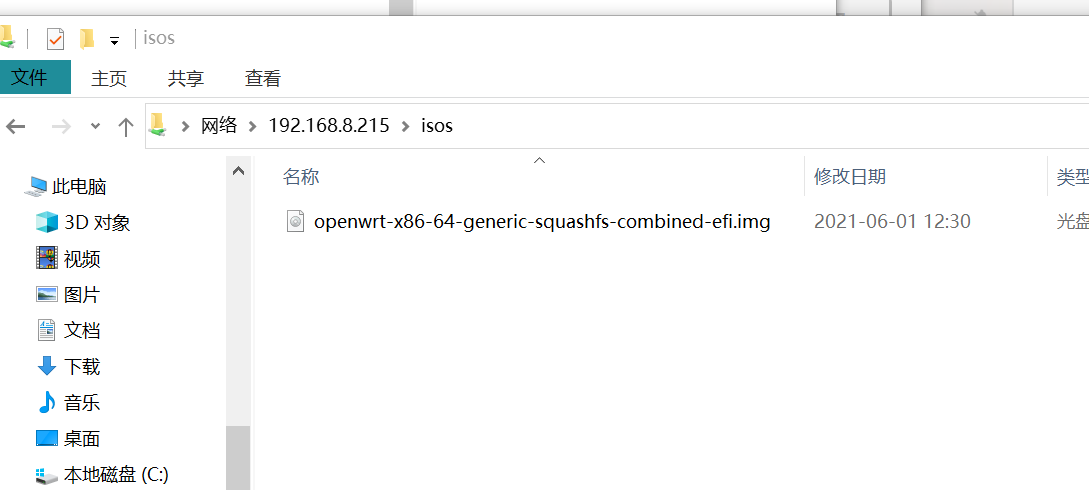 isos
文件 主页 共享 查看
网络 192.168.8.215 isos
名称 修改日期 类型
openwrt-x86-64-generic-squashfs-combined-efi.img 2021-06-01 12:30 光盘
此电脑
3D 对象
视频
图片
文档
下载
音乐
桌面
本地磁盘 (C:)